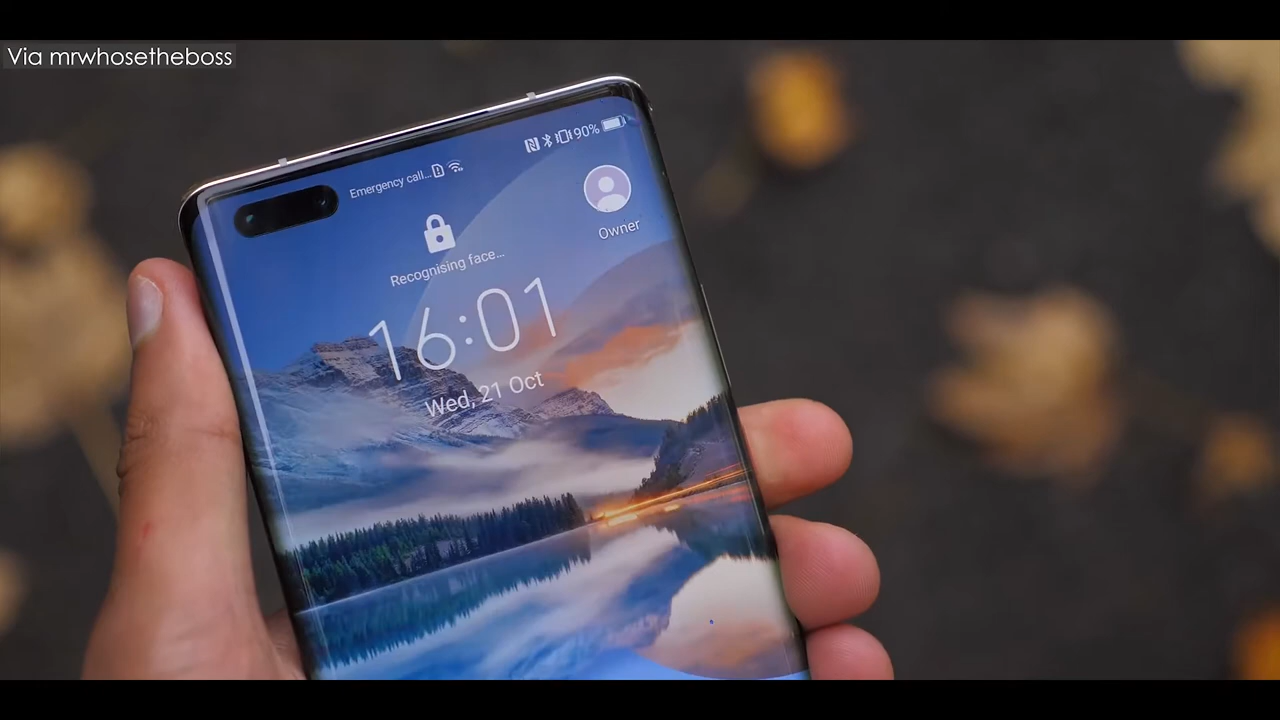 Via mrwhosetheboss
Emergency call...
90%
Owner
Recognising face...
16:01
Wed, 21 Oct